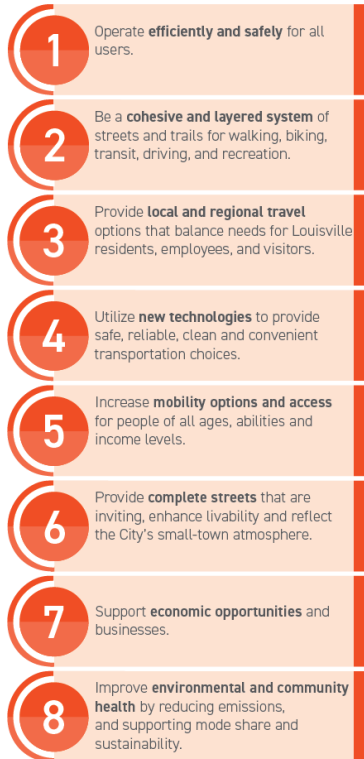 1
Operate efficiently and safely for all
users.
2
Be a cohesive and layered system of
streets and trails for walking, biking,
transit, driving, and recreation.
3
Provide local and regional travel
options that balance needs for Louisville
residents, employees, and visitors.
4
Utilize new technologies to provide
safe, reliable, clean and convenient
transportation choices.
5
Increase mobility options and access
for people of all ages, abilities and
income levels.
6
Provide complete streets that are
inviting, enhance livability and reflect
the City's small-town atmosphere.
7
Support economic opportunities and
businesses.
8
Improve environmental and community
health by reducing emissions,
and supporting mode share and
sustainability.